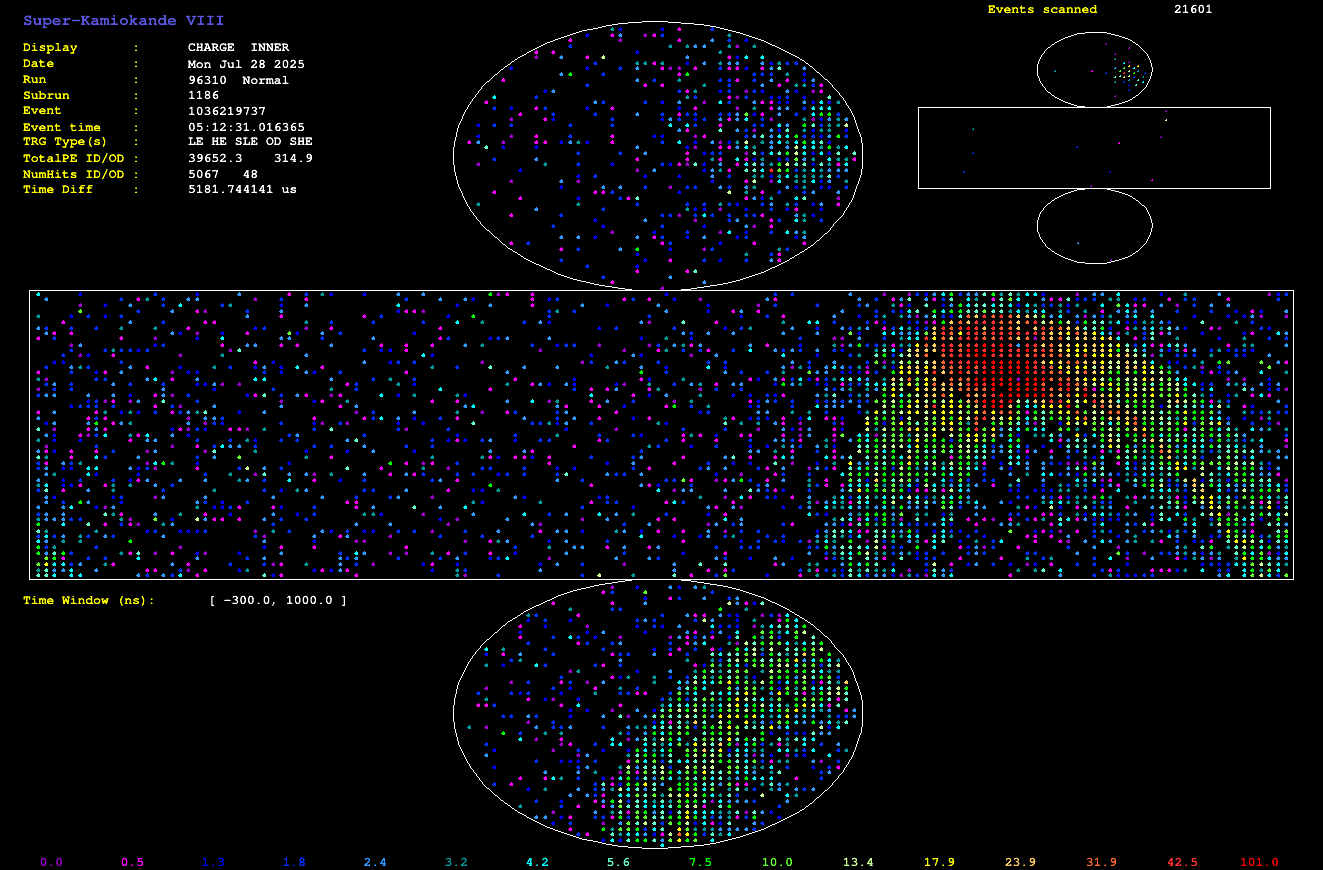 Super-Kamiokande VIII
Events scanned 21601
Display : CHARGE INNER
Date : Mon Jul 28 2025
Run : 96310 Normal
Subrun : 1186
Event : 1036219737
Event time : 05:12:31.016365
TRG Type(s) : LE HE SLE OD SHE
TotalPE ID/OD : 39652.3 314.9
NumHits ID/OD : 5067 48
Time Diff : 5181.744141 us
Time Window (ns): [ -300.0, 1000.0 ]
0.0 0.5 1.3 1.8 2.4 3.2 4.2 5.6 7.5 10.0 13.4 17.9 23.9 31.9 42.5 101.0